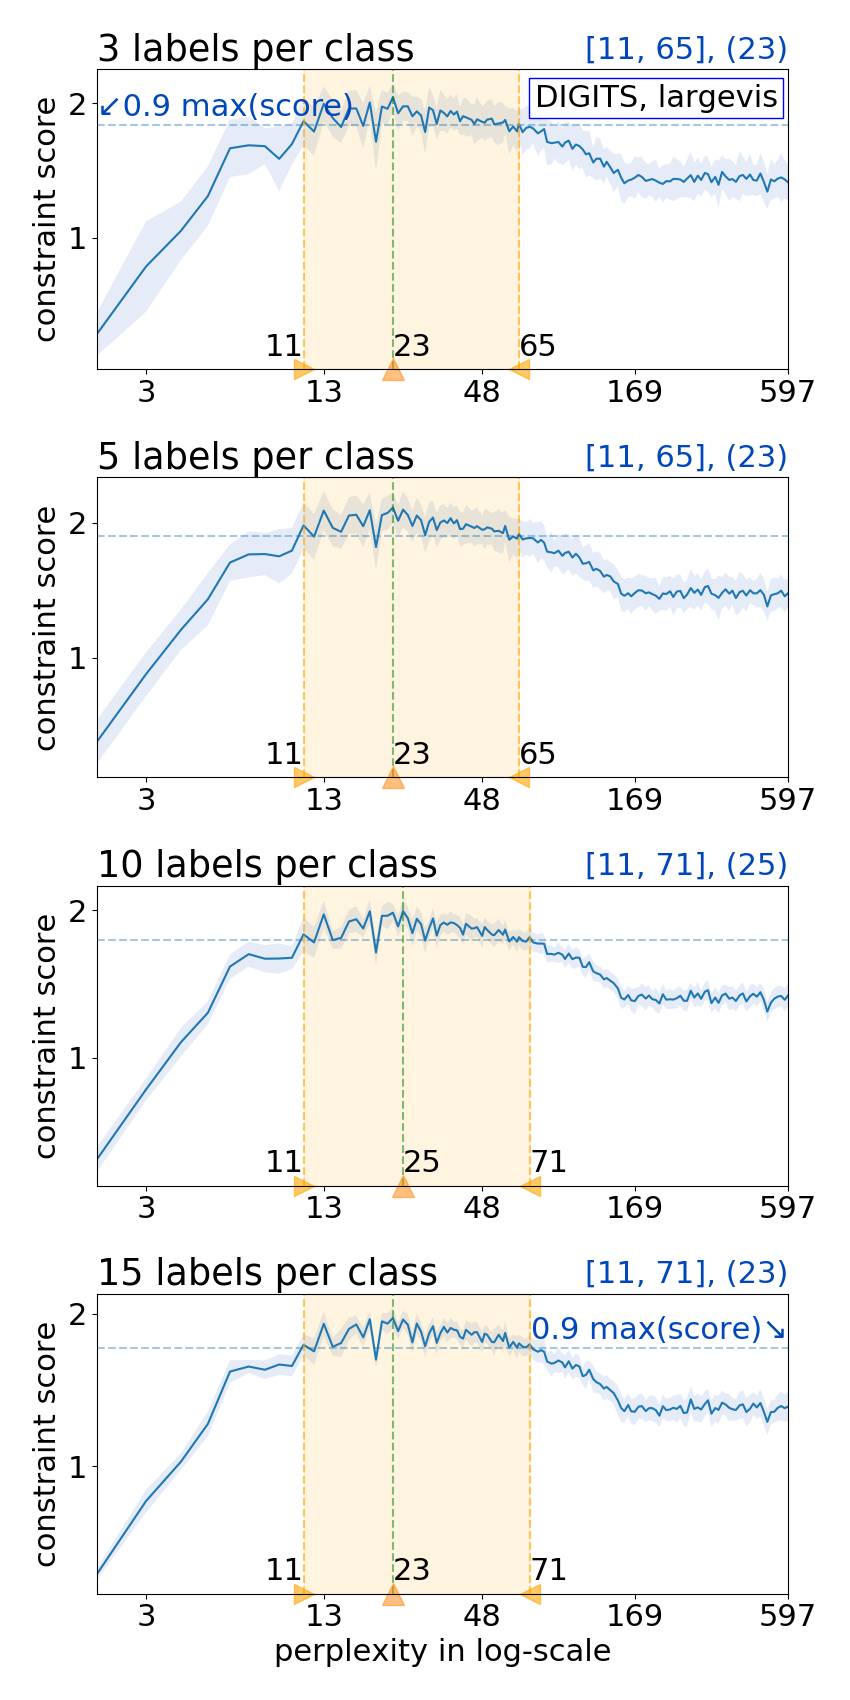 3 labels per class
[11, 65], (23)
2
↙0.9 max(score)
DIGITS, largevis
1
constraint score
11
23
65
3
13
48
169
597
5 labels per class
[11, 65], (23)
2
1
constraint score
11
23
65
3
13
48
169
597
10 labels per class
[11, 71], (25)
2
1
constraint score
11
25
71
3
13
48
169
597
15 labels per class
[11, 71], (23)
2
0.9 max(score)↘
1
constraint score
11
23
71
3
13
48
169
597
perplexity in log-scale